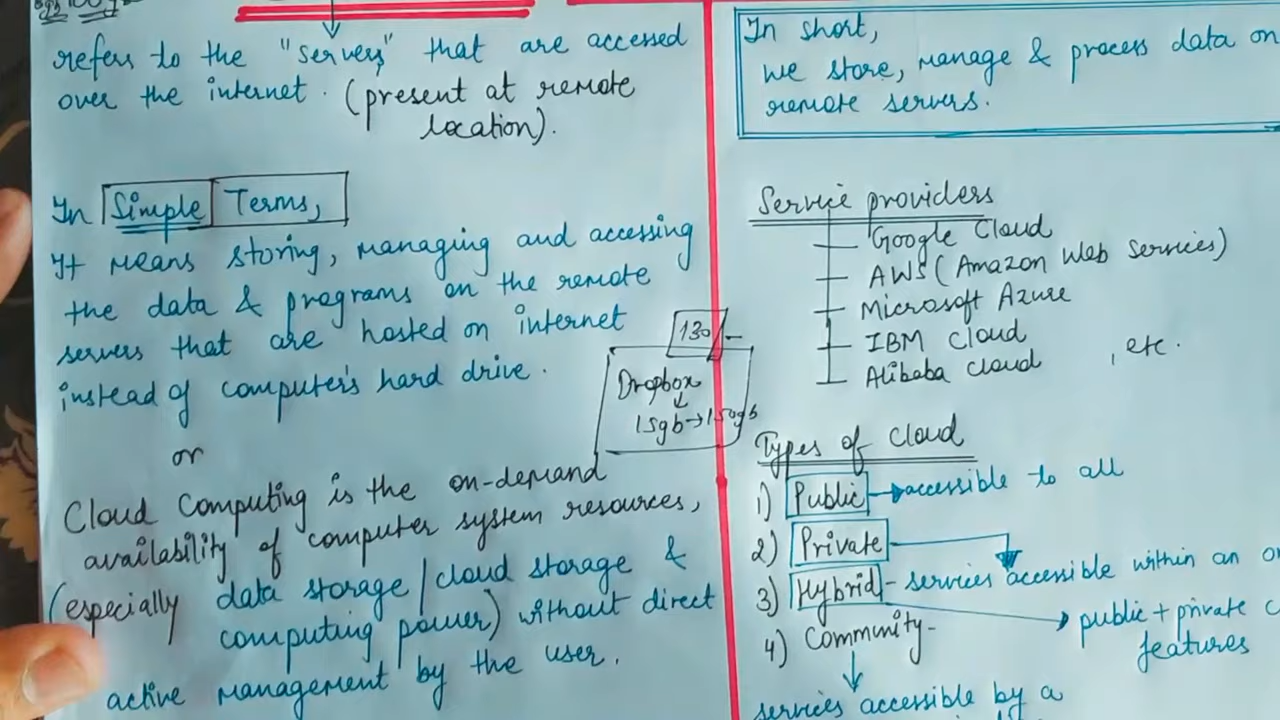 refers to the "servers" that are accessed
over the internet. (present at remote
location).
In Simple Terms,
It means storing, managing and accessing
the data & programs on the remote
servers that are hosted on internet
instead of computer's hard drive.
or
Cloud Computing is the on-demand
availability of computer system resources,
(especially data storage/cloud storage &
computing power) without direct
active management by the user.
130
Dropbox
15gb→150gb
In short,
we store, manage & process data on
remote servers.
Service providers
Google Cloud
AWS (Amazon Web Services)
Microsoft Azure
IBM Cloud
Alibaba cloud , etc.
Types of Cloud
1) Public → accessible to all
2) Private
3) Hybrid - services accessible within an
public + private
features
4) Community -
services accessible by a